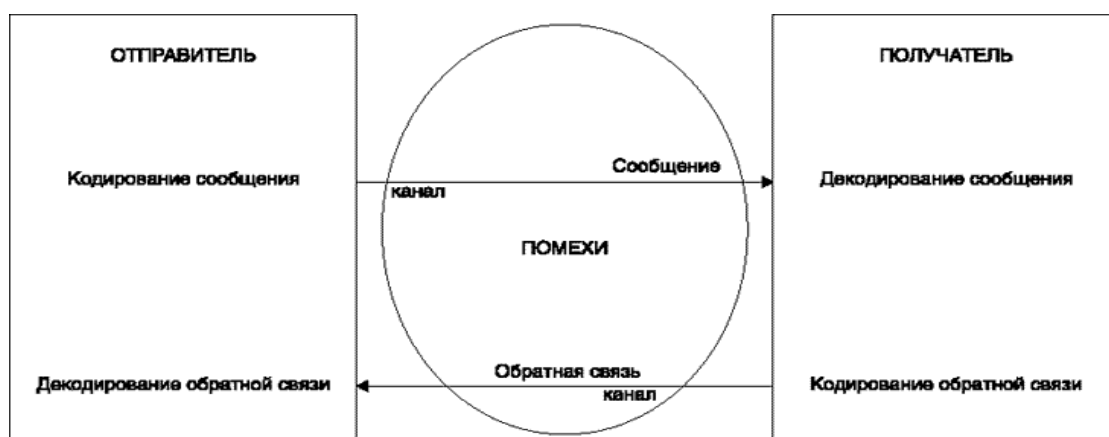 ОТПРАВИТЕЛЬ
ПОЛУЧАТЕЛЬ
Сообщение
Кодирование сообщения
канал
Декодирование сообщения
ПОМЕХИ
Обратная связь
Декодирование обратной связи
канал
Кодирование обратной связи